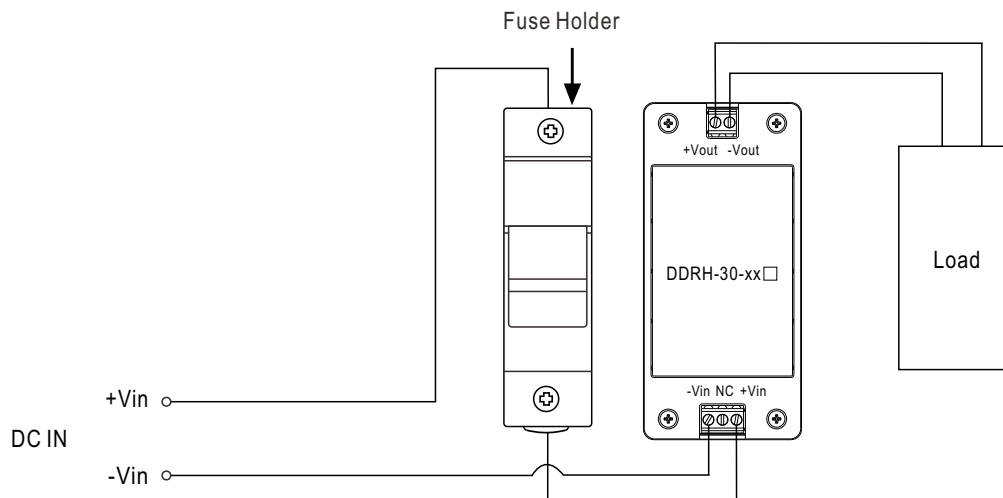 Fuse Holder
+Vout -Vout
DDRH-30-xx□
Load
-Vin NC +Vin
+Vin
DC IN
-Vin